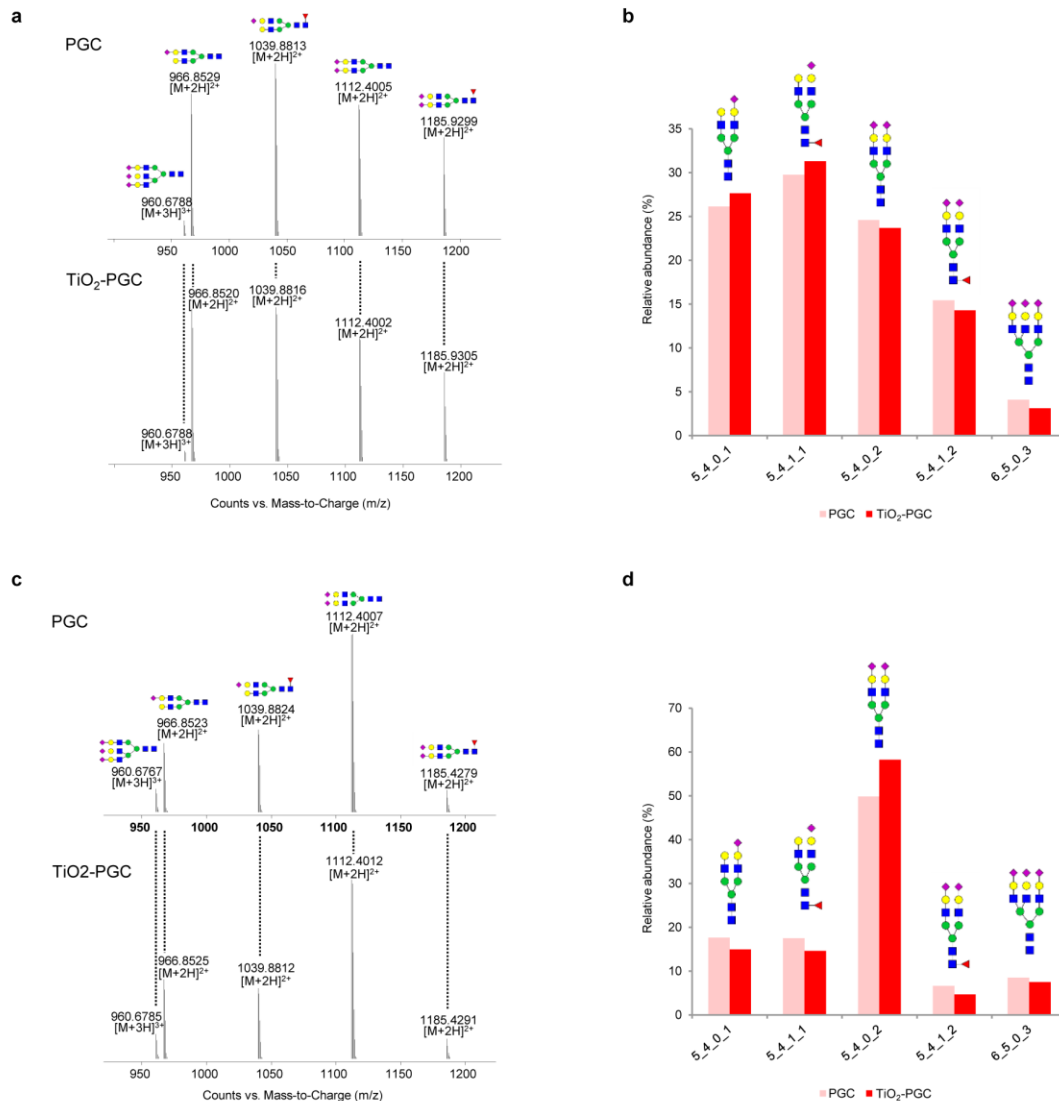 a
PGC
1039.8813
[M+2H]²⁺
966.8529
[M+2H]²⁺
1112.4005
[M+2H]²⁺
1185.9299
[M+2H]²⁺
960.6788
[M+3H]³⁺
950 1000 1050 1100 1150 1200
TiO₂-PGC
966.8520
[M+2H]²⁺
1039.8816
[M+2H]²⁺
1112.4002
[M+2H]²⁺
1185.9305
[M+2H]²⁺
960.6788
[M+3H]³⁺
950 1000 1050 1100 1150 1200
Counts vs. Mass-to-Charge (m/z)
b
Relative abundance (%)
35
30
25
20
15
10
5
0
5_4_0_1 5_4_1_1 5_4_0_2 5_4_1_2 6_5_0_3
PGC TiO₂-PGC
c
PGC
1112.4007
[M+2H]²⁺
1039.8824
[M+2H]²⁺
966.8523
[M+2H]²⁺
960.6767
[M+3H]³⁺
1185.4279
[M+2H]²⁺
950 1000 1050 1100 1150 1200
TiO2-PGC
1112.4012
[M+2H]²⁺
966.8525
[M+2H]²⁺
1039.8812
[M+2H]²⁺
960.6785
[M+3H]³⁺
1185.4291
[M+2H]²⁺
950 1000 1050 1100 1150 1200
Counts vs. Mass-to-Charge (m/z)
d
Relative abundance (%)
70
60
50
40
30
20
10
0
5_4_0_1 5_4_1_1 5_4_0_2 5_4_1_2 6_5_0_3
PGC TiO₂-PGC